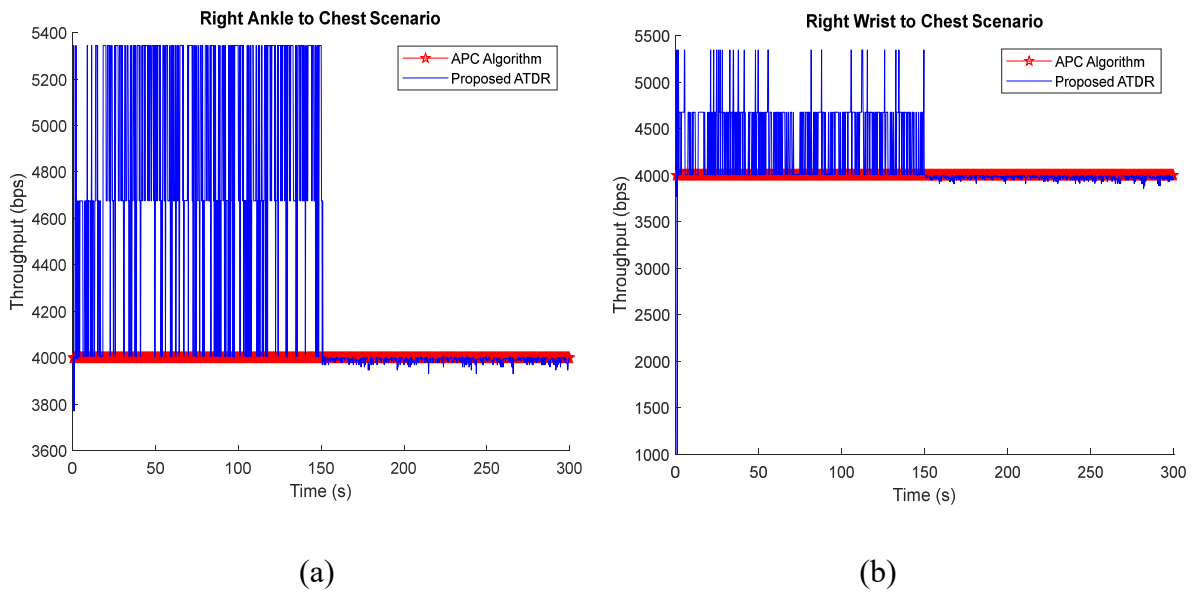 Right Ankle to Chest Scenario
5400
5200
5000
4800
4600
4400
4200
4000
3800
3600
Throughput (bps)
0 50 100 150 200 250 300
Time (s)
APC Algorithm
Proposed ATDR
(a)
Right Wrist to Chest Scenario
5500
5000
4500
4000
3500
3000
2500
2000
1500
1000
Throughput (bps)
0 50 100 150 200 250 300
Time (s)
APC Algorithm
Proposed ATDR
(b)